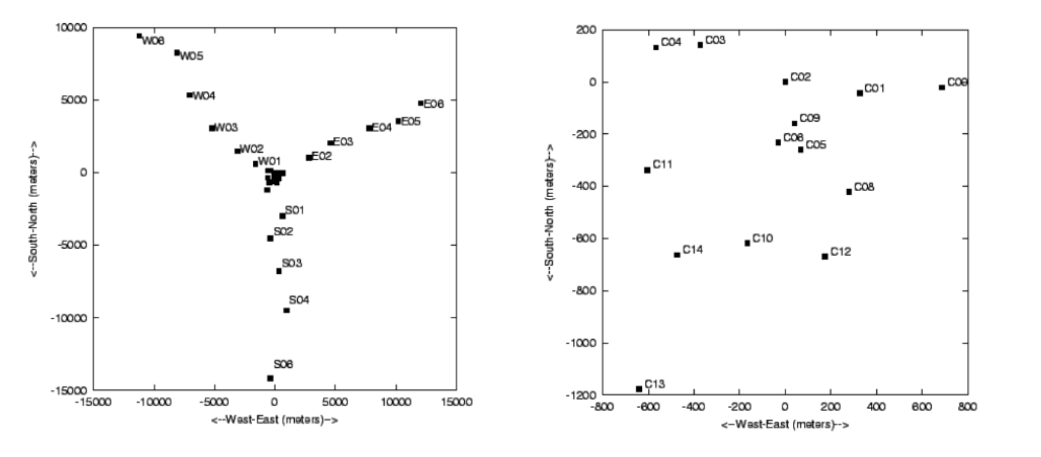 10000
W06
W05
5000
W04
E06
E05
W03
E04
E03
W02
E02
W01
0
S01
S02
-5000
S03
S04
-10000
S06
-15000
-15000 -10000 -5000 0 5000 10000 15000
<--West-East (meters)-->
<--South-North (meters)-->
200
C04 C03
0
C02
C00
C01
C09
C06
C05
-200
C11
C08
-400
C10
-600
C14
C12
-800
-1000
C13
-1200
-800 -600 -400 -200 0 200 400 600 800
<--West-East (meters)-->
<--South-North (meters)-->